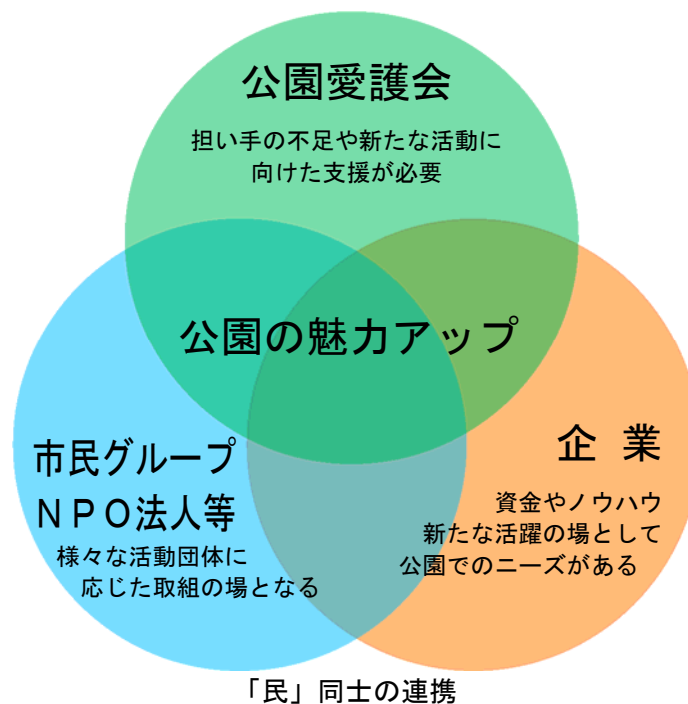 公園愛護会
担い手の不足や新たな活動に
向けた支援が必要
公園の魅力アップ
市民グループ
ＮＰＯ法人等
様々な活動団体に
応じた取組の場となる
企 業
資金やノウハウ
新たな活躍の場として
公園でのニーズがある
「民」同士の連携